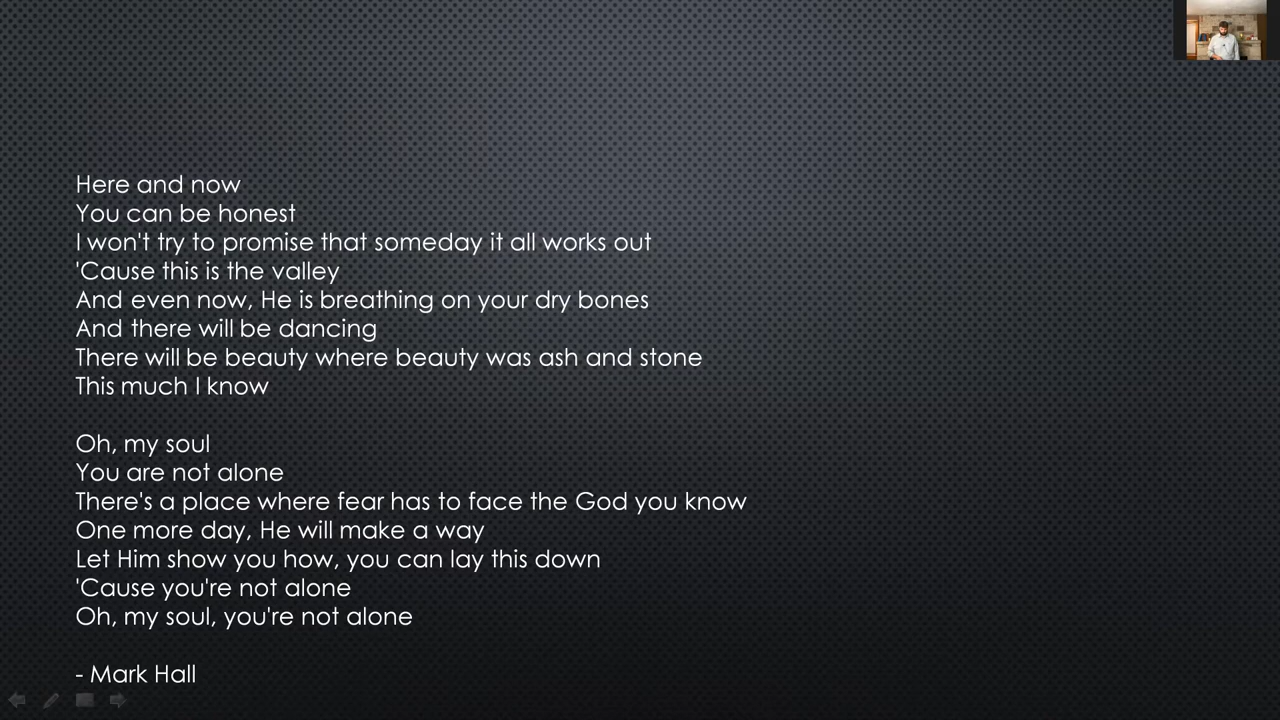 Here and now
You can be honest
I won't try to promise that someday it all works out
'Cause this is the valley
And even now, He is breathing on your dry bones
And there will be dancing
There will be beauty where beauty was ash and stone
This much I know
Oh, my soul
You are not alone
There's a place where fear has to face the God you know
One more day, He will make a way
Let Him show you how, you can lay this down
'Cause you're not alone
Oh, my soul, you're not alone
- Mark Hall